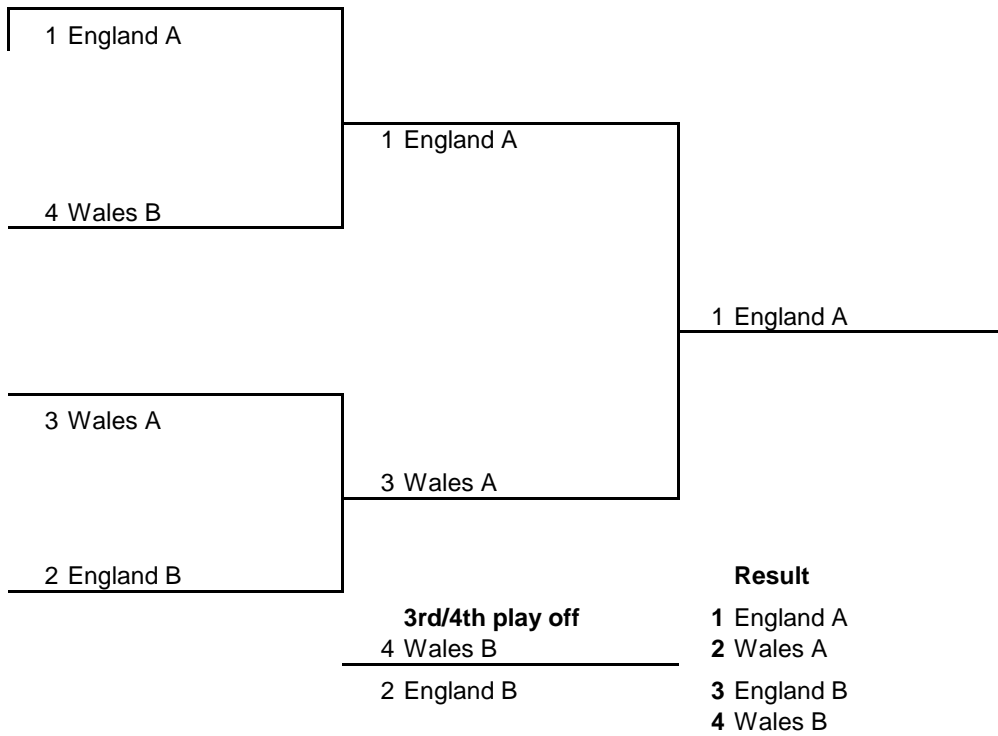 1 England A
1 England A
4 Wales B
1 England A
3 Wales A
3 Wales A
2 England B
Result
3rd/4th play off
1 England A
4 Wales B
2 Wales A
2 England B
3 England B
4 Wales B